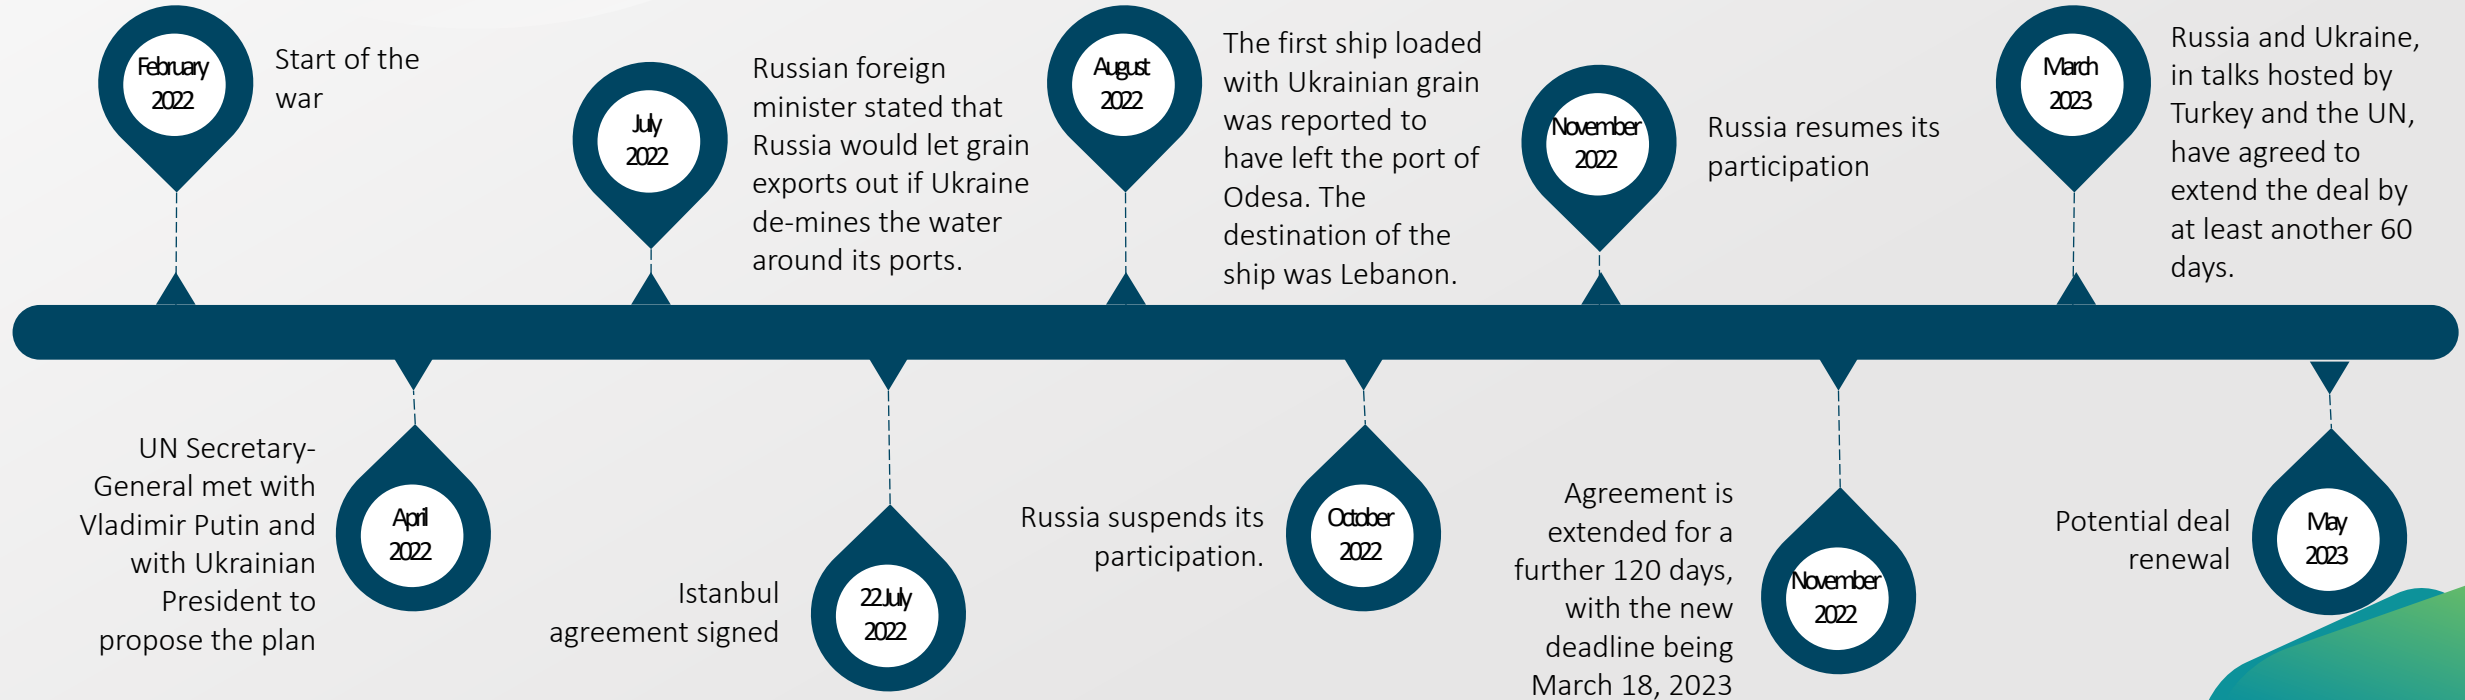 February
2022
Start of the
war
April
2022
UN Secretary-
General met with
Vladimir Putin and
with Ukrainian
President to
propose the plan
July
2022
Russian foreign
minister stated that
Russia would let grain
exports out if Ukraine
de-mines the water
around its ports.
22 July
2022
Istanbul
agreement signed
August
2022
The first ship loaded
with Ukrainian grain
was reported to
have left the port of
Odesa. The
destination of the
ship was Lebanon.
October
2022
Russia suspends its
participation.
November
2022
Russia resumes its
participation
November
2022
Agreement is
extended for a
further 120 days,
with the new
deadline being
March 18, 2023
March
2023
Russia and Ukraine,
in talks hosted by
Turkey and the UN,
have agreed to
extend the deal by
at least another 60
days.
May
2023
Potential deal
renewal